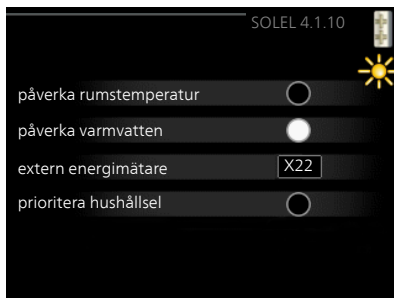 SOLEL 4.1.10
påverka rumstemperatur
påverka varmvatten
extern energimätare X22
prioritera hushållsel